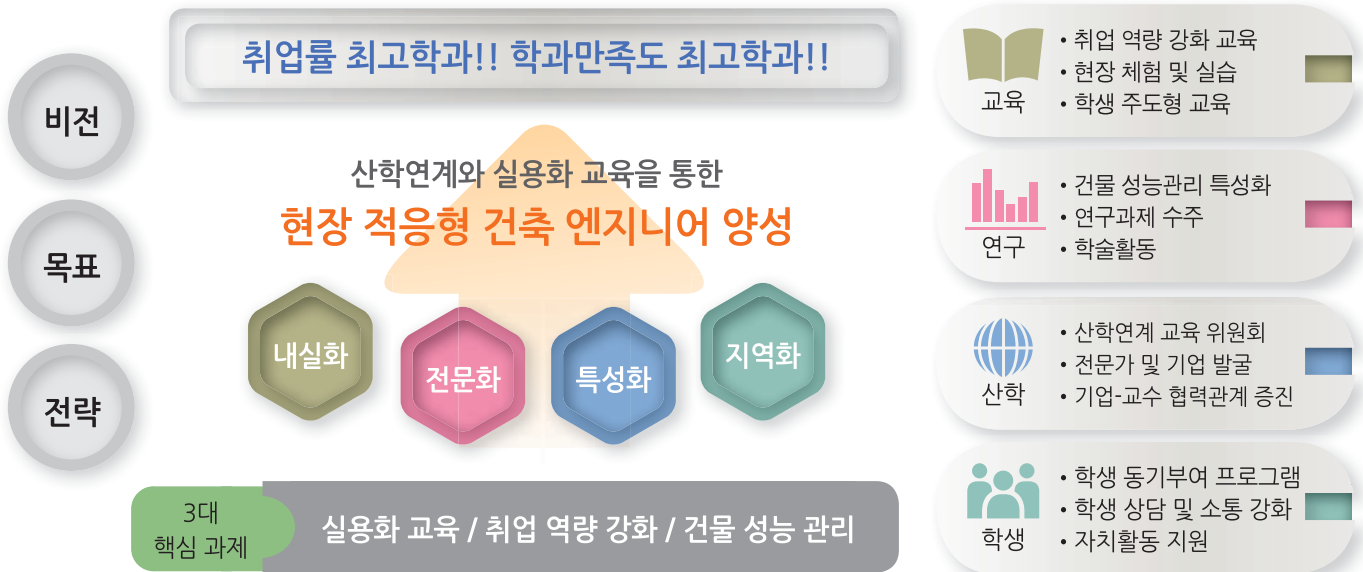 비전
취업률 최고학과!! 학과만족도 최고학과!!
목표
산학연계와 실용화 교육을 통한
현장 적응형 건축 엔지니어 양성
전략
내실화
전문화
특성화
지역화
3대
핵심 과제
실용화 교육 / 취업 역량 강화 / 건물 성능 관리
교육
• 취업 역량 강화 교육
• 현장 체험 및 실습
• 학생 주도형 교육
연구
• 건물 성능관리 특성화
• 연구과제 수주
• 학술활동
산학
• 산학연계 교육 위원회
• 전문가 및 기업 발굴
• 기업-교수 협력관계 증진
학생
• 학생 동기부여 프로그램
• 학생 상담 및 소통 강화
• 자치활동 지원